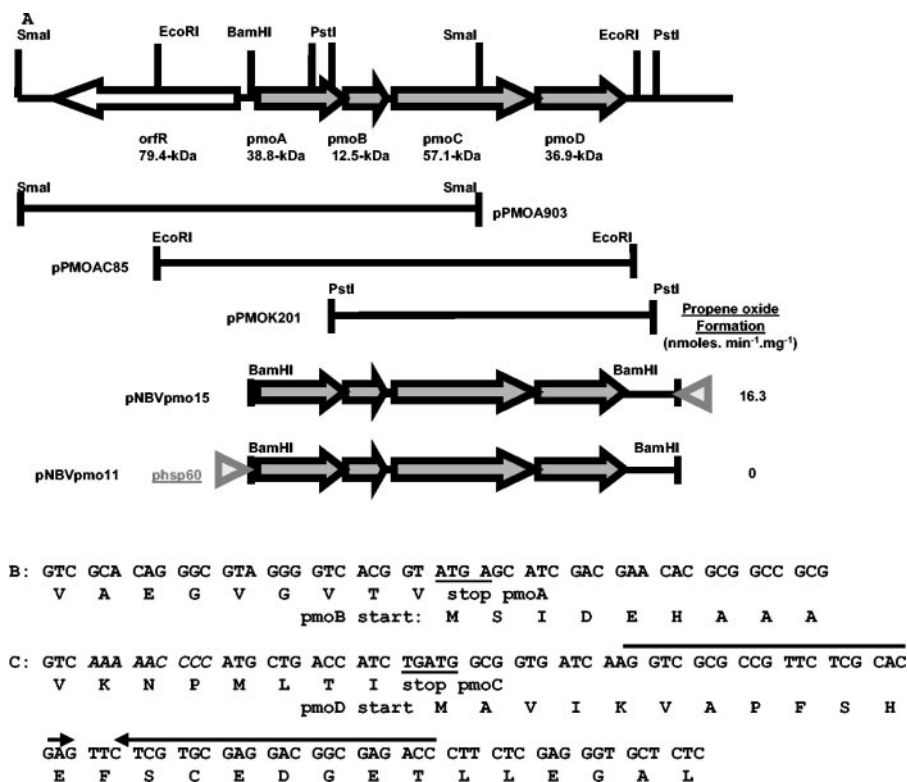 A
SmaI EcoRI BamHI PstI SmaI EcoRI PstI
orfR pmoA pmoB pmoC pmoD
79.4-kDa 38.8-kDa 12.5-kDa 57.1-kDa 36.9-kDa
SmaI SmaI
pPMOA903
EcoRI EcoRI
pPMOAC85
PstI PstI
pPMOK201
Propene oxide
Formation
(nmoles. min⁻¹.mg⁻¹)
BamHI BamHI
pNBVpmo15 16.3
BamHI BamHI
pNBVpmo11 phsp60 0
B: GTC GCA CAG GGC GTA GGG GTC ACG GT ATG AGC ATC GAC GAA CAC GCG GCC GCG
V A E G V G V T V stop pmoA
pmoB start: M S I D E H A A A
C: GTC AAA AAC CCC ATG CTG ACC ATC TGATG GCG GTG ATC AAG GTC GCG CCG TTC TCG CAC
V K N P M L T I stop pmoC
pmoD start M A V I K V A P F S H
GAG TTC TCG TGC GAG GAC GGC GAG ACC CTT CTC GAG GGT GCT CTC
E F S C E D G E T L L E G A L